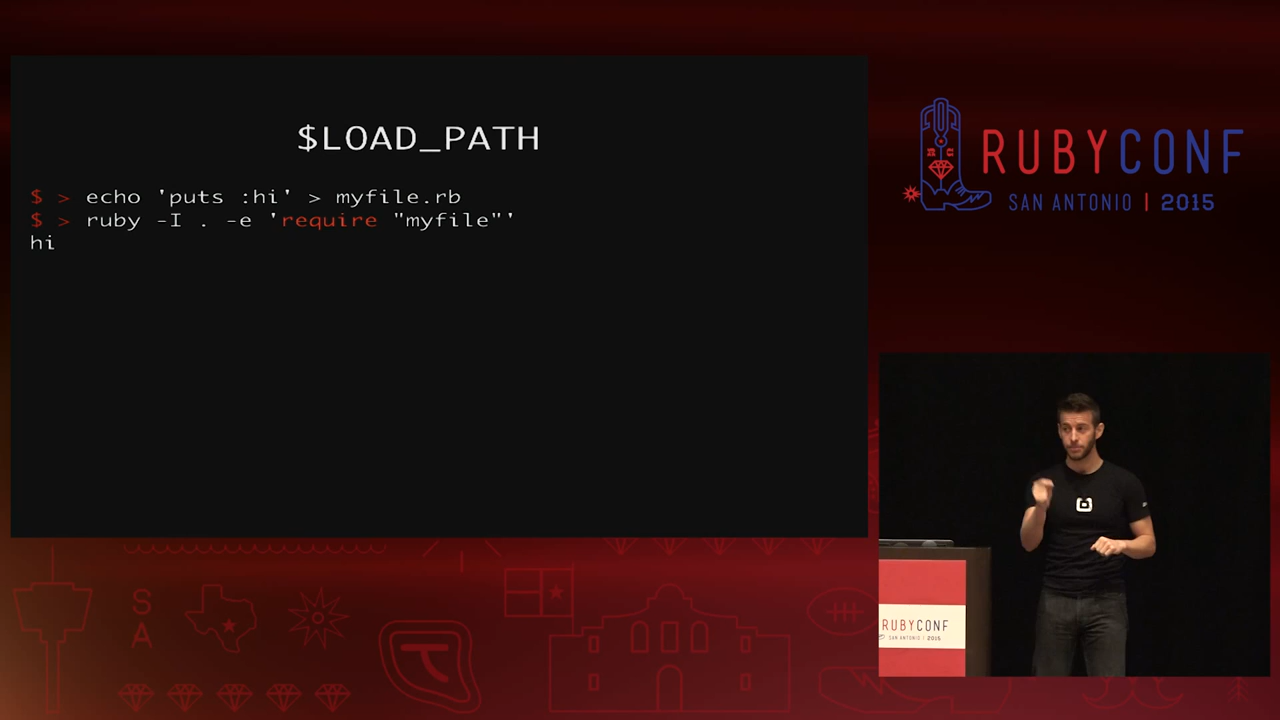 $LOAD_PATH
$ > echo 'puts :hi' > myfile.rb
$ > ruby -I . -e 'require "myfile"'
hi
RUBYCONF
SAN ANTONIO | 2015
RUBYCONF
SAN ANTONIO | 2015
S
A